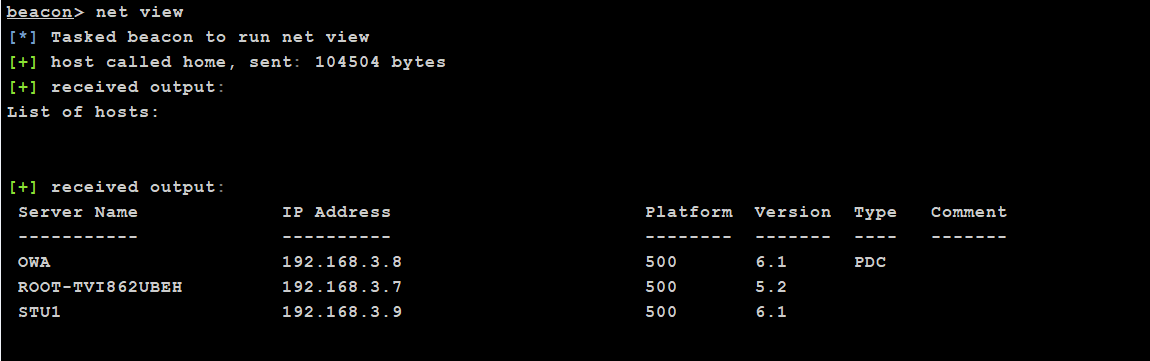 beacon> net view
[*] Tasked beacon to run net view
[+] host called home, sent: 104504 bytes
[+] received output:
List of hosts:
[+] received output:
Server Name IP Address Platform Version Type Comment
----------- ---------- -------- ------- ---- -------
OWA 192.168.3.8 500 6.1 PDC
ROOT-TVI862UBEH 192.168.3.7 500 5.2
STU1 192.168.3.9 500 6.1